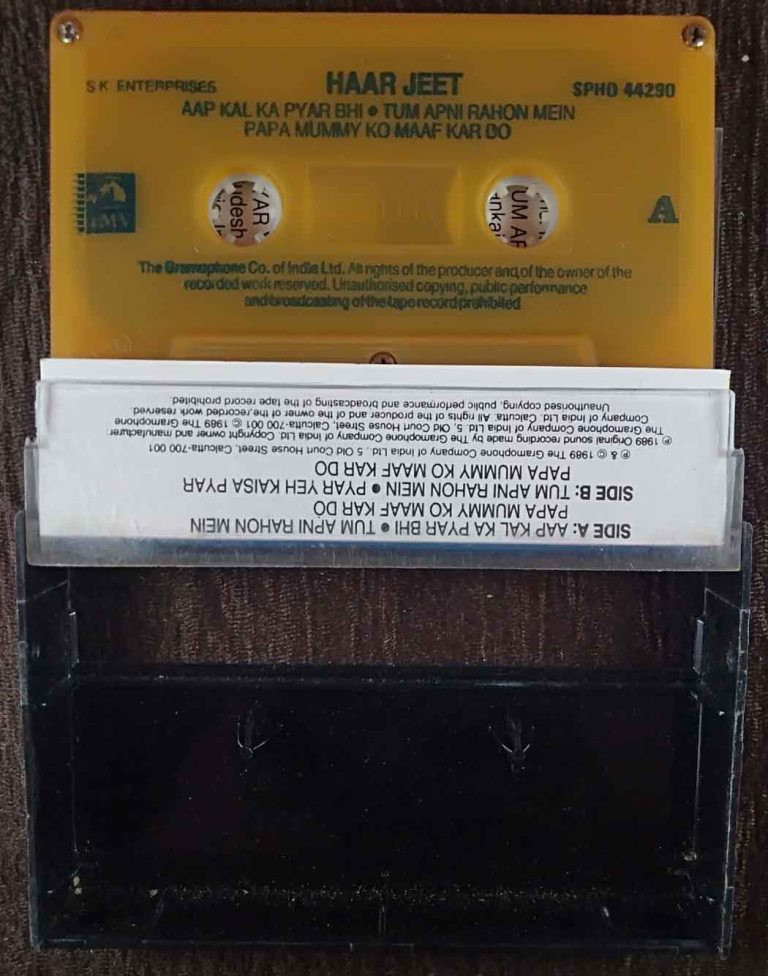 S K ENTERPRISES
HAAR JEET
SPHO 44290
AAP KAL KA PYAR BHI • TUM APNI RAHON MEIN
PAPA MUMMY KO MAAF KAR DO
HMV
A
The Gramophone Co. of India Ltd. All rights of the producer and of the owner of the
recorded work reserved. Unauthorised copying, public performance
and broadcasting of the tape record prohibited
SIDE A: AAP KAL KA PYAR BHI • TUM APNI RAHON MEIN
PAPA MUMMY KO MAAF KAR DO
SIDE B: TUM APNI RAHON MEIN • PYAR YEH KAISA PYAR
PAPA MUMMY KO MAAF KAR DO
℗ & © 1989 The Gramophone Company of India Ltd., 5 Old Court House Street, Calcutta-700 001
℗ 1989 Original sound recording made by The Gramophone Company of India Ltd. Copyright owner and manufacturer:
The Gramophone Company of India Ltd. 5, Old Court House Street, Calcutta-700 001 © 1989 The Gramophone
Company of India Ltd. Calcutta. All rights of the producer and of the owner of the recorded work reserved.
Unauthorised copying, public performance and broadcasting of the tape record prohibited.